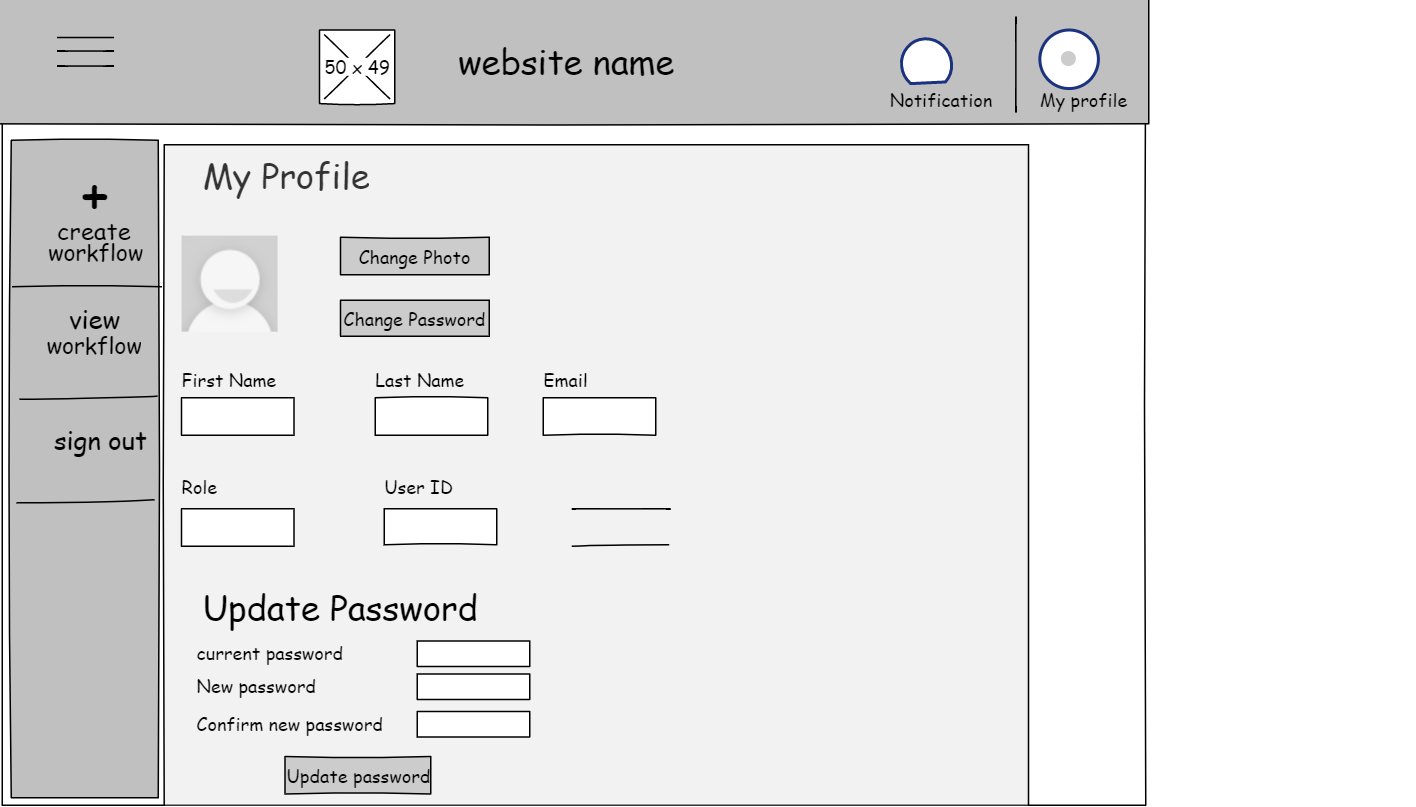 50 x 49
website name
Notification
My profile
+
create
workflow
view
workflow
sign out
My Profile
Change Photo
Change Password
First Name
Last Name
Email
Role
User ID
Update Password
current password
New password
Confirm new password
Update password